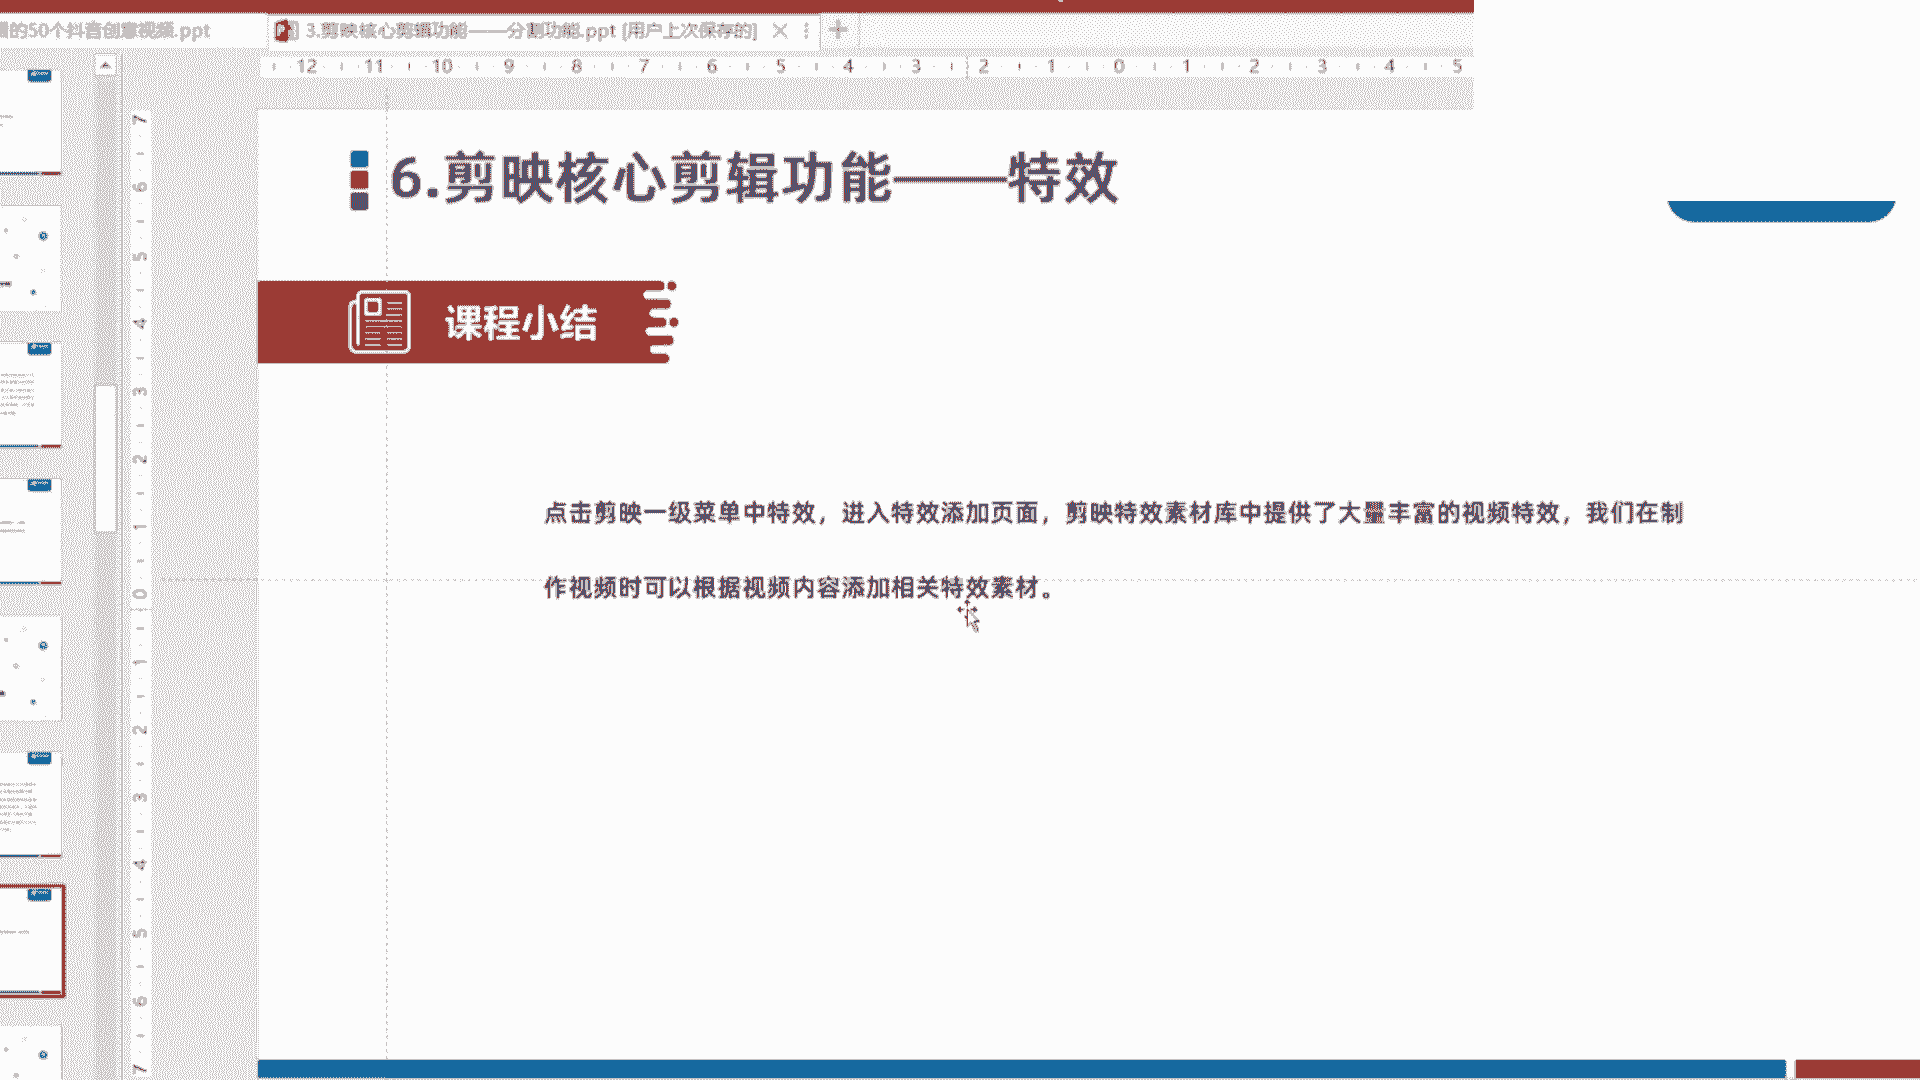 的50个抖音创意视频.ppt
3.剪映核心剪辑功能——分割功能.ppt [用户上次保存的]
12 11 10 9 8 7 6 5 4 3 2 1 0 1 2 3 4 5
7 6 5 4 3 2 1 0 1 2 3 4 5 6 7
6.剪映核心剪辑功能——特效
课程小结
点击剪映一级菜单中特效，进入特效添加页面，剪映特效素材库中提供了大量丰富的视频特效，我们在制
作视频时可以根据视频内容添加相关特效素材。